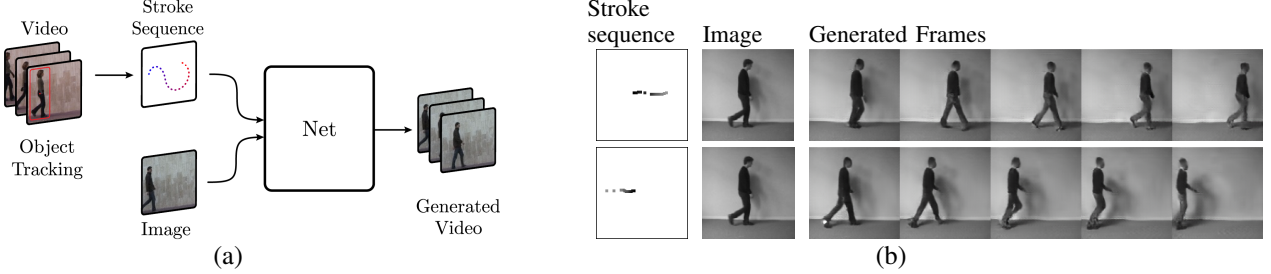 Video
Stroke
Sequence
Object
Tracking
Image
Net
Generated
Video
(a)
Stroke
sequence
Image
Generated Frames
(b)